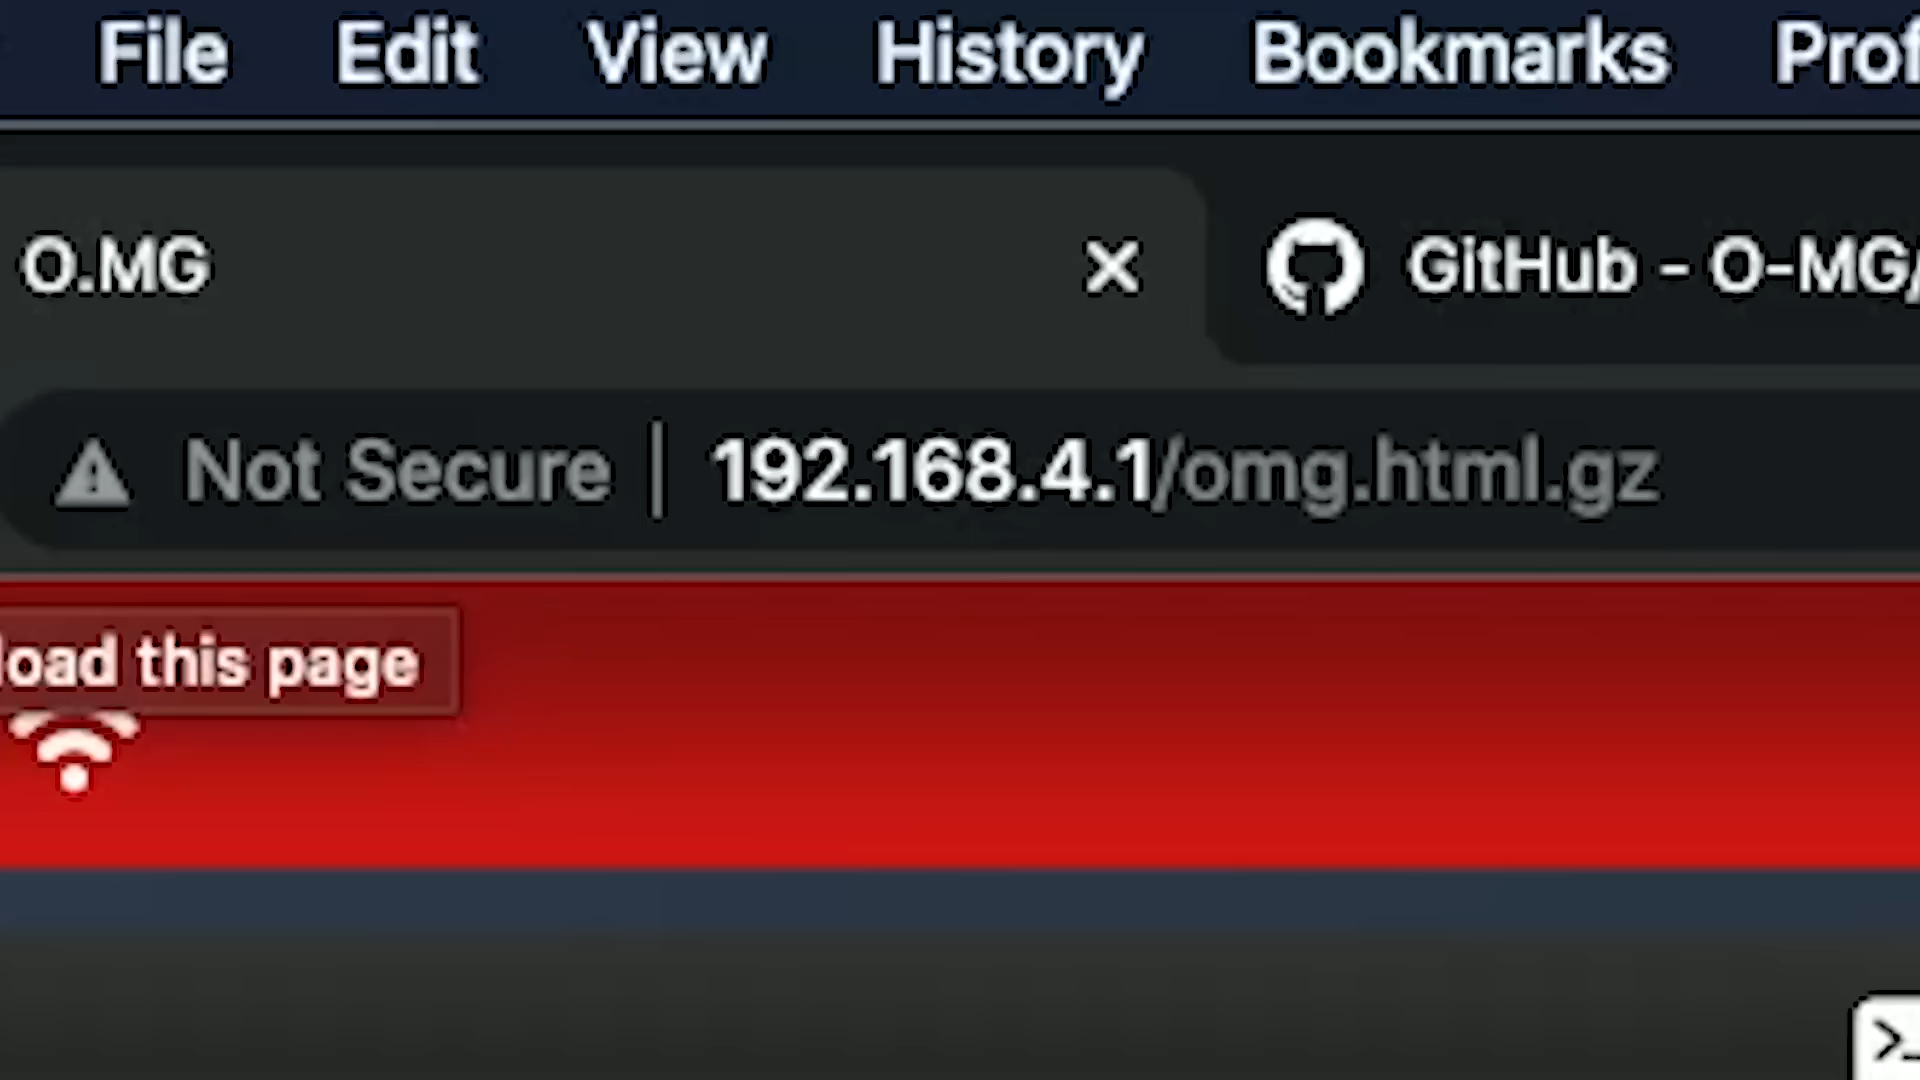 File Edit View History Bookmarks Prof
O.MG
GitHub - O-MG/
Not Secure | 192.168.4.1/omg.html.gz
load this page
>_